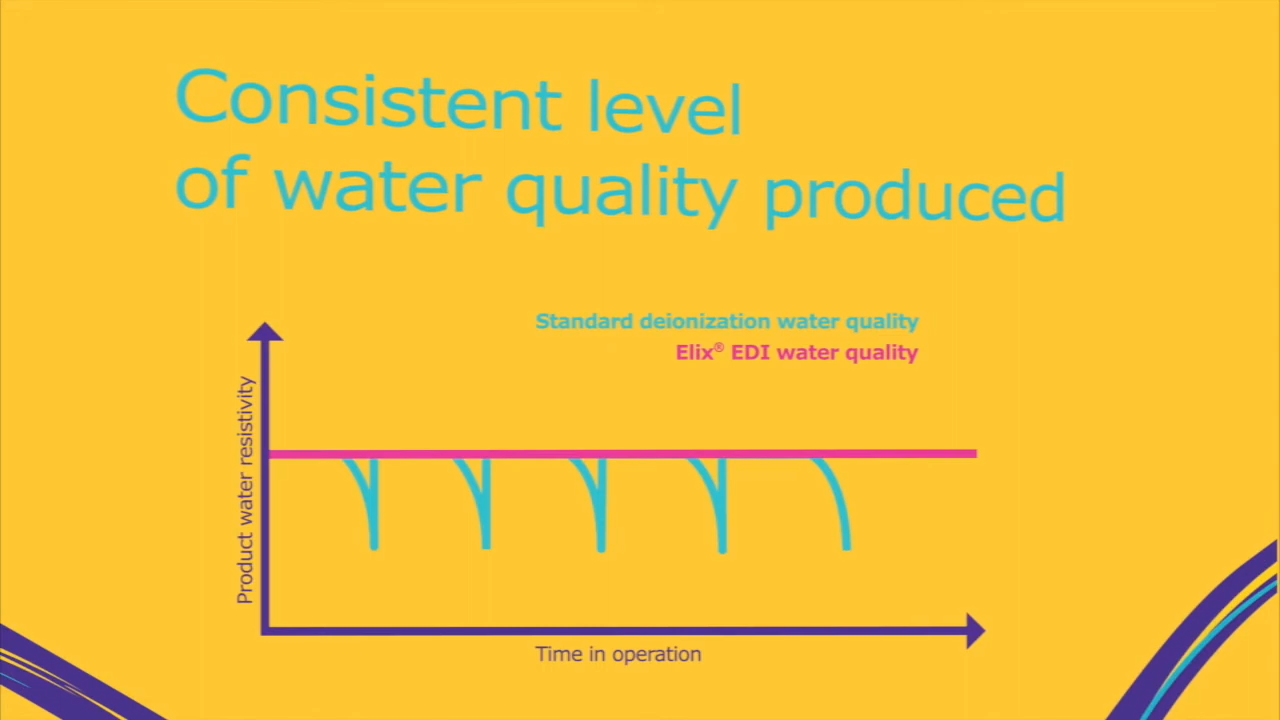 Consistent level
of water quality produced
Standard deionization water quality
Elix® EDI water quality
Product water resistivity
Time in operation